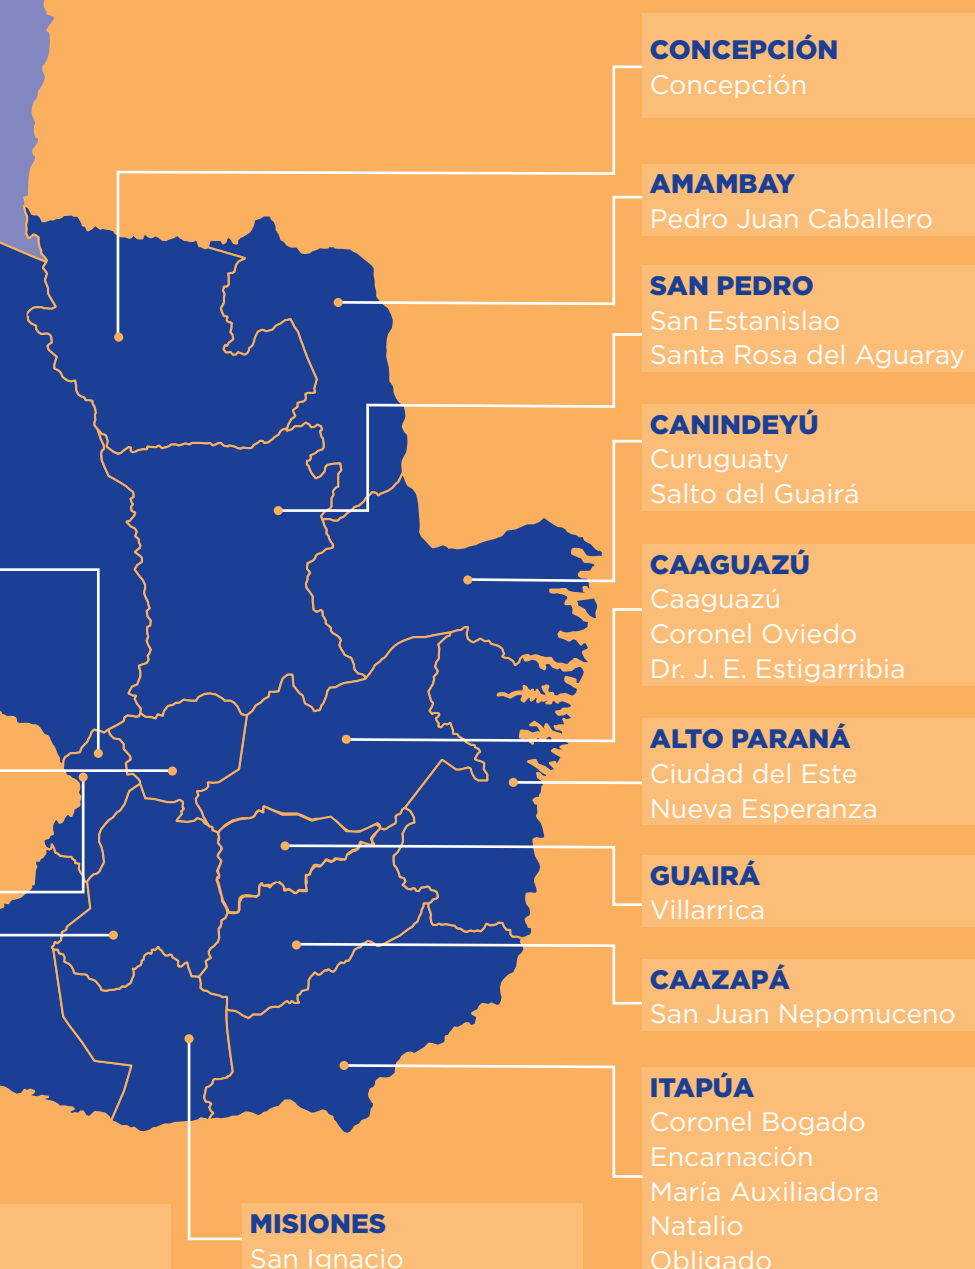 CONCEPCIÓN
Concepción
AMAMBAY
Pedro Juan Caballero
SAN PEDRO
San Estanislao
Santa Rosa del Aguaray
CANINDEYÚ
Curuguaty
Salto del Guairá
CAAGUAZÚ
Caaguazú
Coronel Oviedo
Dr. J. E. Estigarribia
ALTO PARANÁ
Ciudad del Este
Nueva Esperanza
GUAIRÁ
Villarrica
CAAZAPÁ
San Juan Nepomuceno
ITAPÚA
Coronel Bogado
Encarnación
María Auxiliadora
Natalio
Obligado
MISIONES
San Ignacio